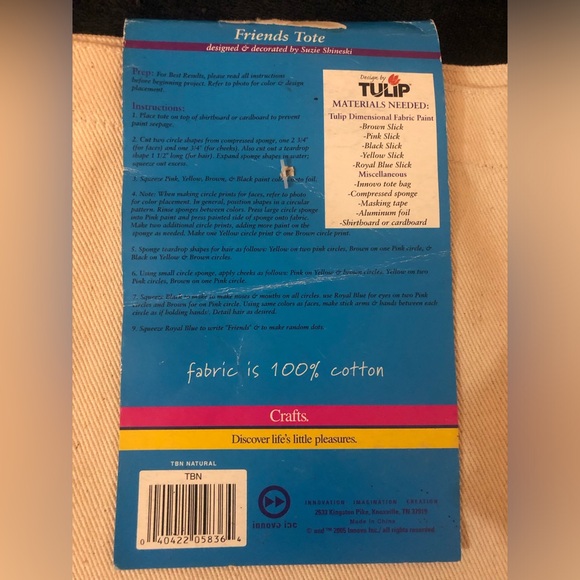 Friends Tote
designed & decorated by Suzie Shineski
Prep: For Best Results, please read all instructions
before beginning project. Refer to photo for color & design
placement.
Instructions:
1. Place tote on top of shirtboard or cardboard to prevent
paint seepage.
2. Cut two circle shapes from compressed sponge, one 2 1/4"
(for faces) and one 3/4" (for cheeks). Also cut out a teardrop
shape 1 1/2" long (for hair). Expand sponge shapes in water;
squeeze out excess.
3. Squeeze Pink, Yellow, Brown, & Black paint onto foil.
4. Note: When making circle prints for faces, refer to photo
for color placement. In general, position shapes in a circular
pattern. Rinse sponges between colors. Press large circle sponge
into Pink paint and press painted side of sponge onto fabric.
Make two additional circle prints, adding more paint on the
sponge as needed. Make one Yellow circle print & one Brown circle print.
5. Sponge teardrop shapes for hair as follows: Yellow on two pink circles, Brown on one Pink circle, &
Black on Yellow & Brown circles.
6. Using small circle sponge, apply cheeks as follows: Pink on Yellow & brown circles, Yellow on two
Pink circles, Brown on one Pink circle.
7. Squeeze Black to make noses & mouths on all circles. use Royal Blue for eyes on two Pink
circles and Brown for on Pink circle. Using same colors as faces, make stick arms & hands between each
circle as if holding hands. Detail hair as desired.
9. Squeeze Royal Blue to write "Friends" & to make random dots.
Design by
TULIP
MATERIALS NEEDED:
Tulip Dimensional Fabric Paint
-Brown Slick
-Pink Slick
-Black Slick
-Yellow Slick
-Royal Blue Slick
Miscellaneous
-Innovo tote bag
-Compressed sponge
-Masking tape
-Aluminum foil
-Shirtboard or cardboard
fabric is 100% cotton
Crafts.
Discover life's little pleasures.
TBN NATURAL
TBN
0 40422 05836 4
innovo inc
INNOVATION IMAGINATION CREATION
Kingston Pike, Knoxville, TN
Made in China
© and ™ innovo inc./ all rights reserved.